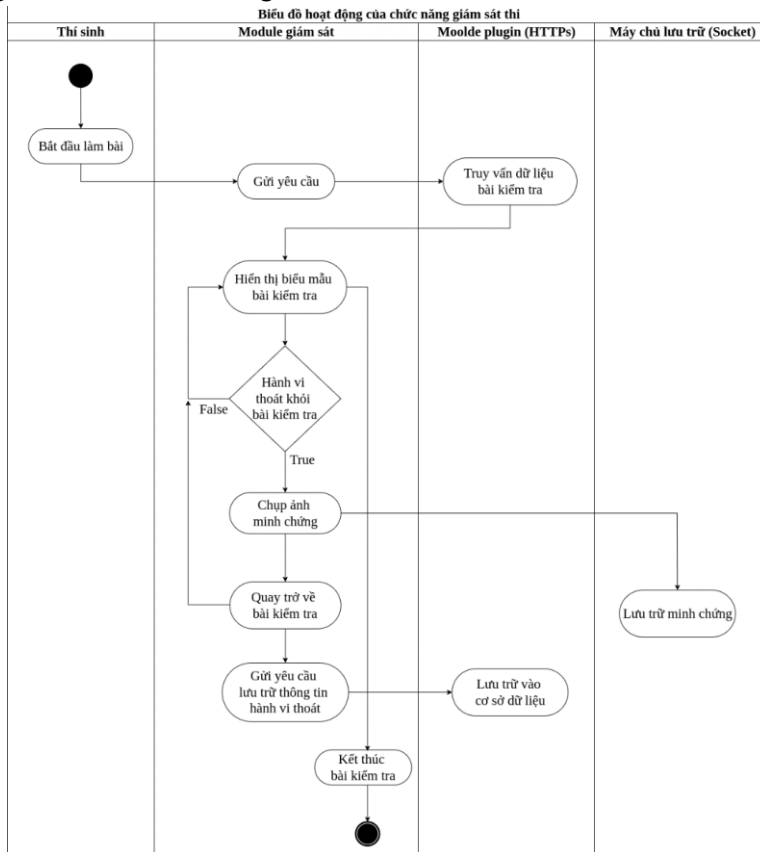 Biểu đồ hoạt động của chức năng giám sát thi
Thí sinh
Module giám sát
Moolde plugin (HTTPs)
Máy chủ lưu trữ (Socket)
Bắt đầu làm bài
Gửi yêu cầu
Truy vấn dữ liệu
bài kiểm tra
Hiển thị biểu mẫu
bài kiểm tra
Hành vi
thoát khỏi
bài kiểm tra
False
True
Chụp ảnh
minh chứng
Quay trở về
bài kiểm tra
Lưu trữ minh chứng
Gửi yêu cầu
lưu trữ thông tin
hành vi thoát
Lưu trữ vào
cơ sở dữ liệu
Kết thúc
bài kiểm tra